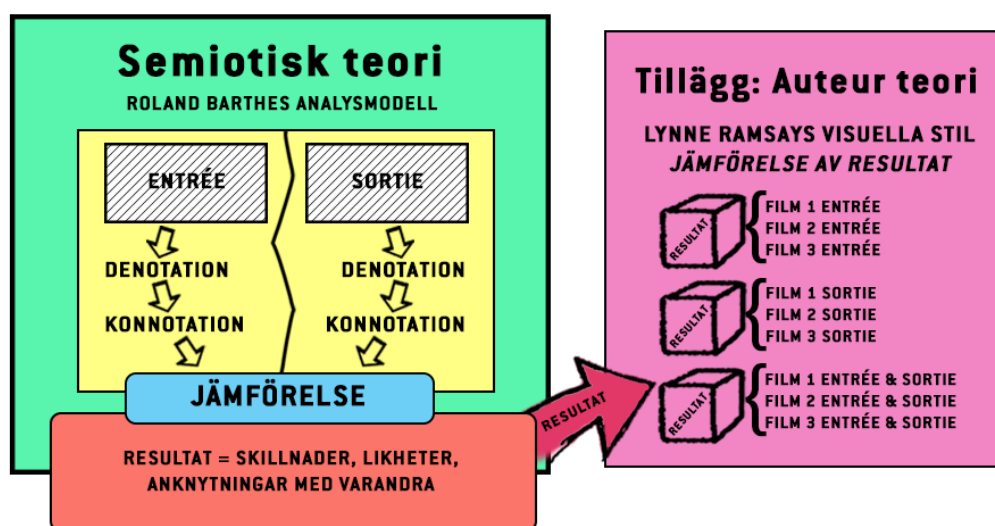 Semiotisk teori
ROLAND BARTHES ANALYSMODELL
ENTRÉE
DENOTATION
KONNOTATION
SORTIE
DENOTATION
KONNOTATION
JÄMFÖRELSE
RESULTAT = SKILLNADER, LIKHETER,
ANKNYTNINGAR MED VARANDRA
RESULTAT
Tillägg: Auteur teori
LYNNE RAMSAYS VISUELLA STIL
JÄMFÖRELSE AV RESULTAT
RESULTAT
FILM 1 ENTRÉE
FILM 2 ENTRÉE
FILM 3 ENTRÉE
RESULTAT
FILM 1 SORTIE
FILM 2 SORTIE
FILM 3 SORTIE
RESULTAT
FILM 1 ENTRÉE & SORTIE
FILM 2 ENTRÉE & SORTIE
FILM 3 ENTRÉE & SORTIE